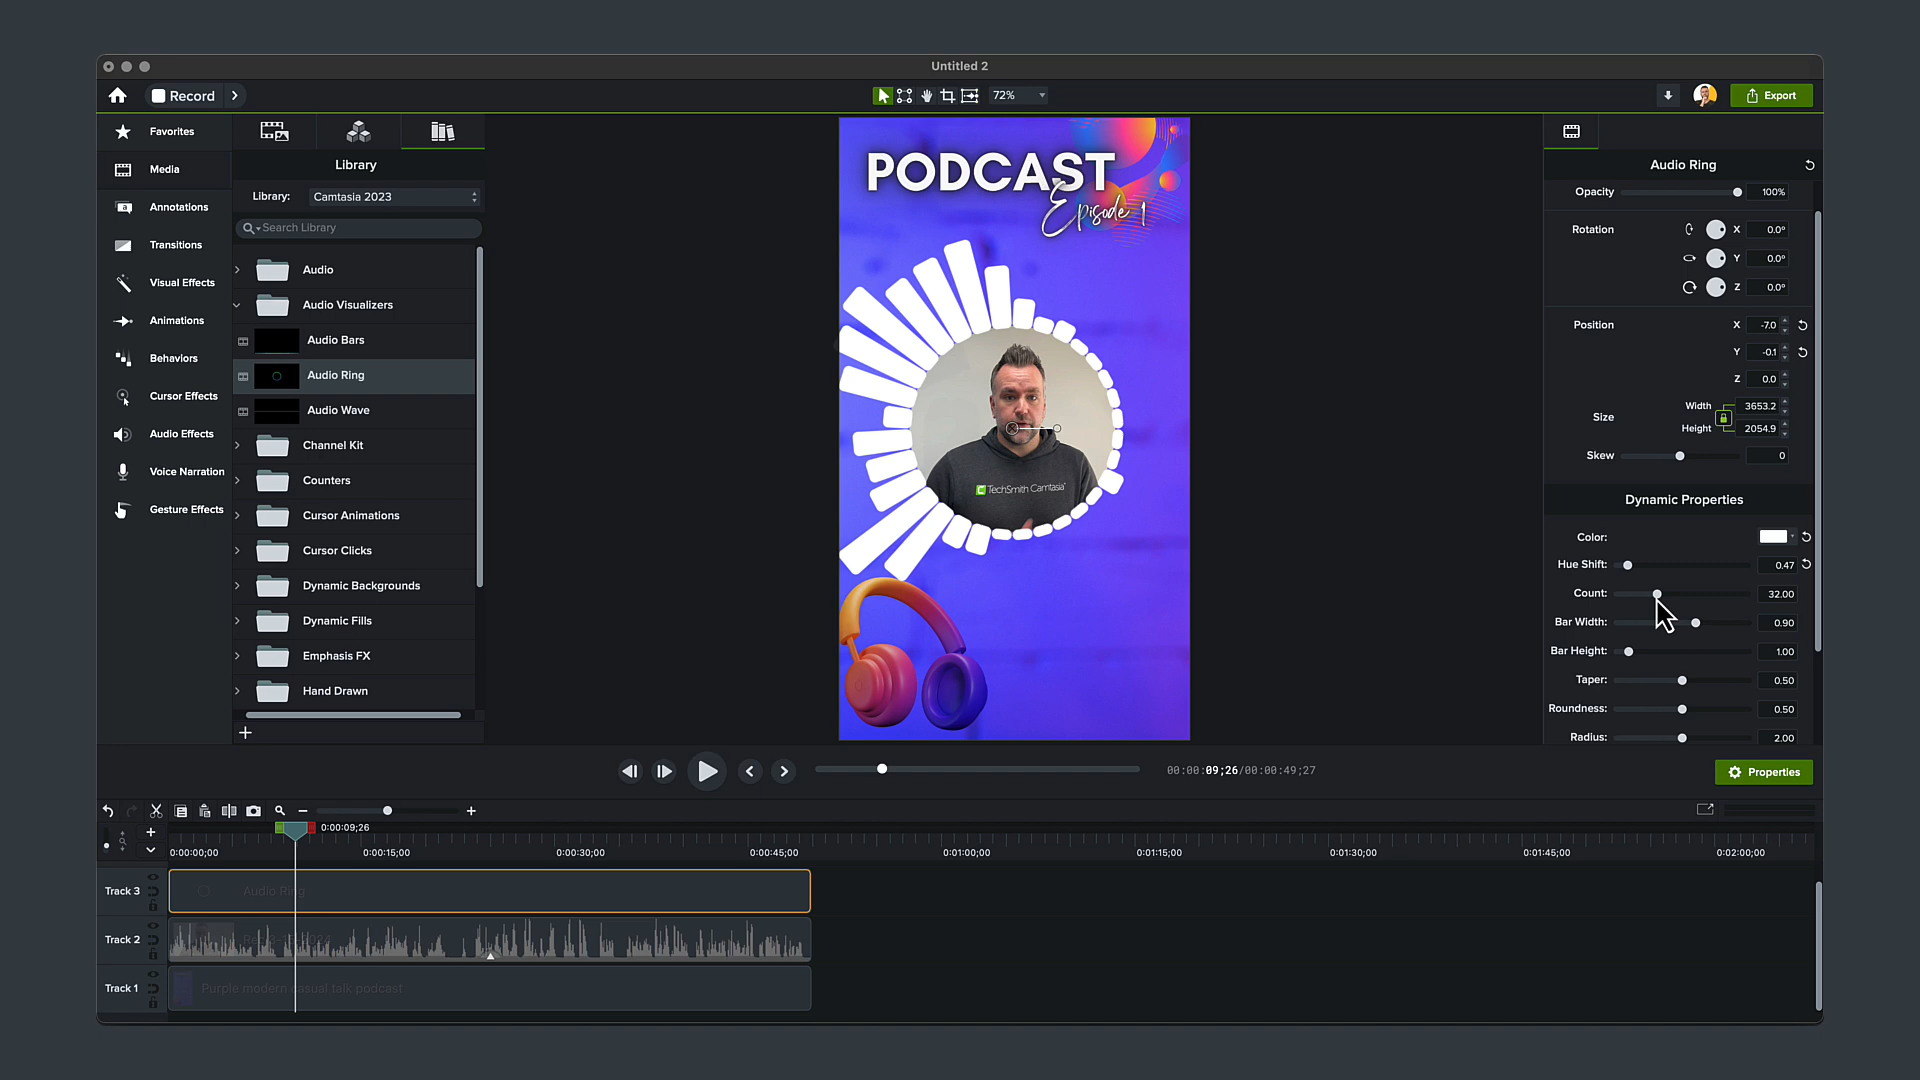 Untitled 2
Record
72%
Export
Favorites
Media
Annotations
Transitions
Visual Effects
Animations
Behaviors
Cursor Effects
Audio Effects
Voice Narration
Gesture Effects
Library
Library: Camtasia 2023
Search Library
Audio
Audio Visualizers
Audio Bars
Audio Ring
Audio Wave
Channel Kit
Counters
Cursor Animations
Cursor Clicks
Dynamic Backgrounds
Dynamic Fills
Emphasis FX
Hand Drawn
PODCAST
Episode 1
TechSmith Camtasia
Audio Ring
Opacity 100%
Rotation X 0.0°
Y 0.0°
Z 0.0°
Position X -7.0
Y -0.1
Z 0.0
Size Width 3653.2
Height 2054.9
Skew 0
Dynamic Properties
Color:
Hue Shift: 0.47
Count: 32.00
Bar Width: 0.90
Bar Height: 1.00
Taper: 0.50
Roundness: 0.50
Radius: 2.00
00:00:09;26/00:00:49;27
Properties
0:00:09;26
0:00:00;00 0:00:15;00 0:00:30;00 0:00:45;00 0:01:00;00 0:01:15;00 0:01:30;00 0:01:45;00 0:02:00;00
Track 3 Audio Ring
Track 2
Track 1 Purple modern casual talk podcast